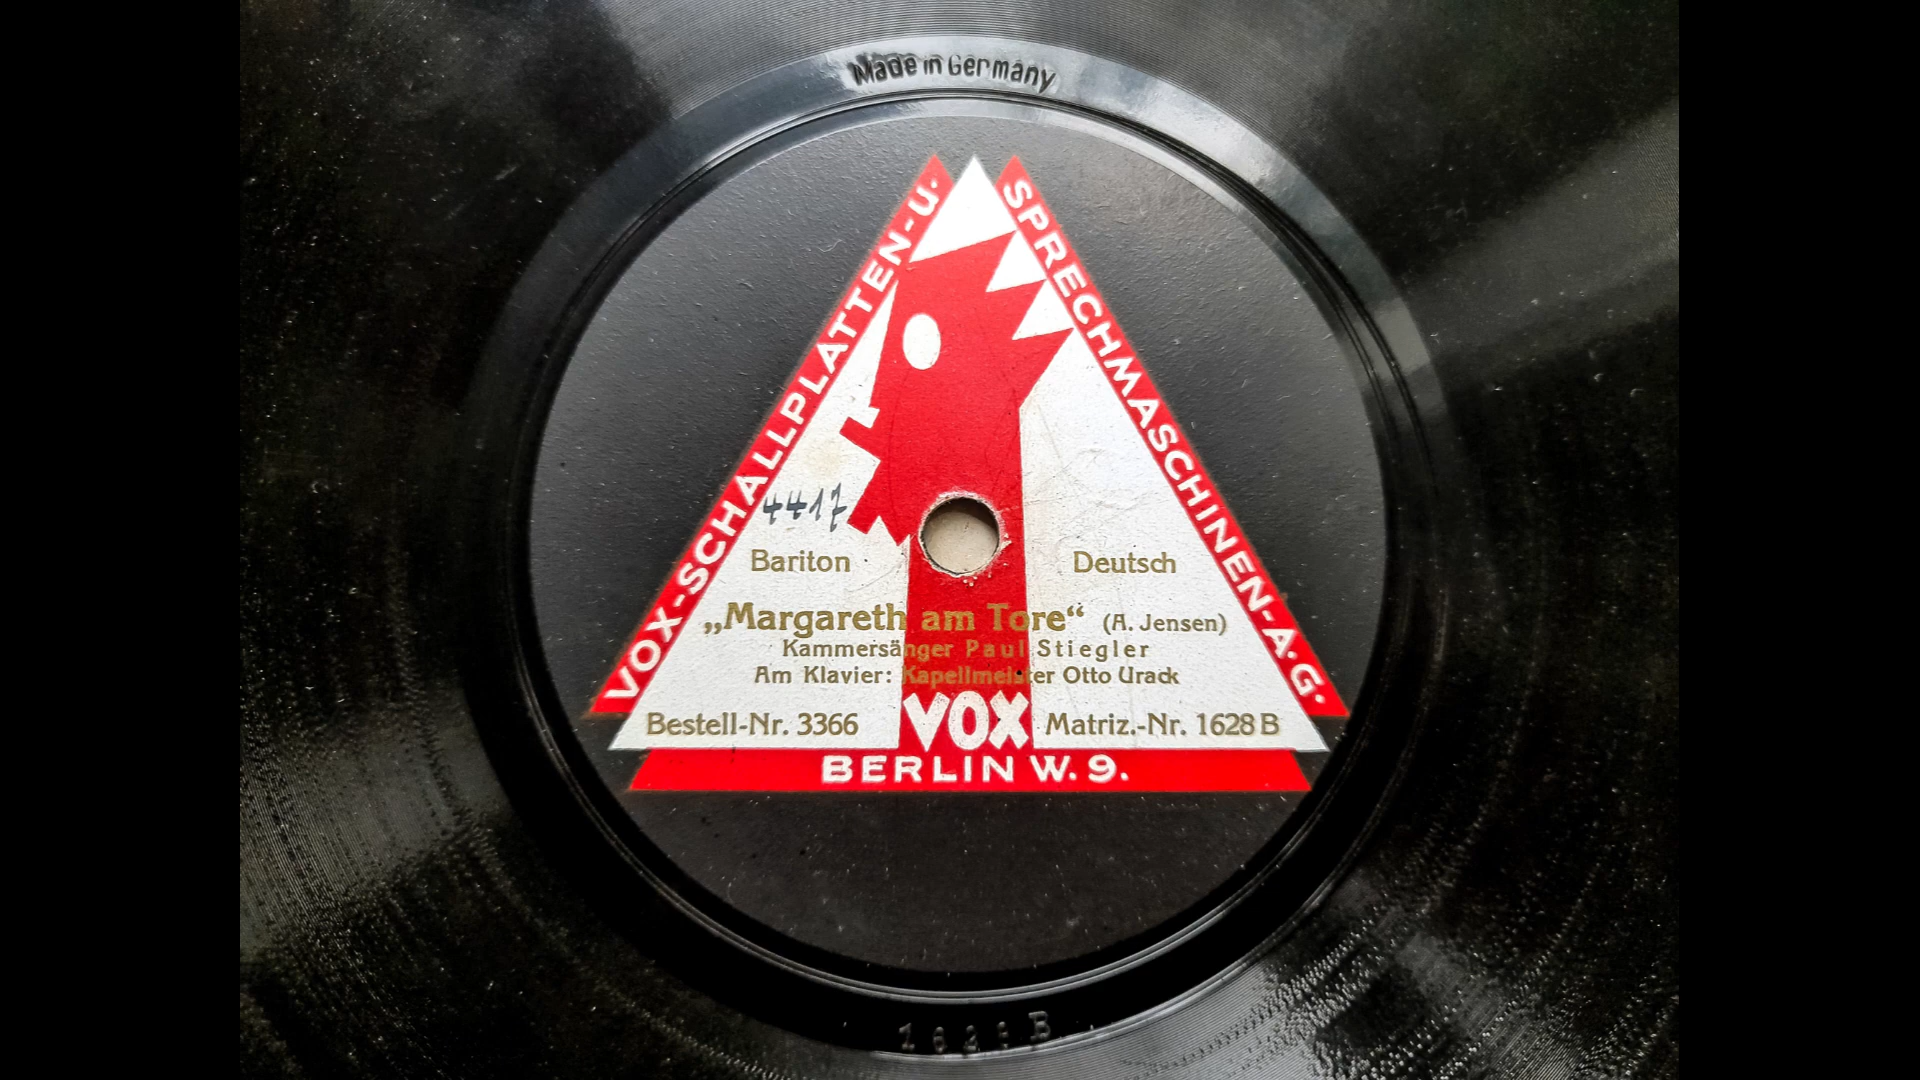 Made in Germany
VOX-SCHALLPLATTEN-U.
SPRECHMASCHINEN-A.G.
4417
Bariton
Deutsch
„Margareth am Tore“ (A. Jensen)
Kammersänger Paul Stiegler
Am Klavier: Kapellmeister Otto Urack
Bestell-Nr. 3366
VOX
Matriz.-Nr. 1628 B
BERLIN W. 9.
1628 B